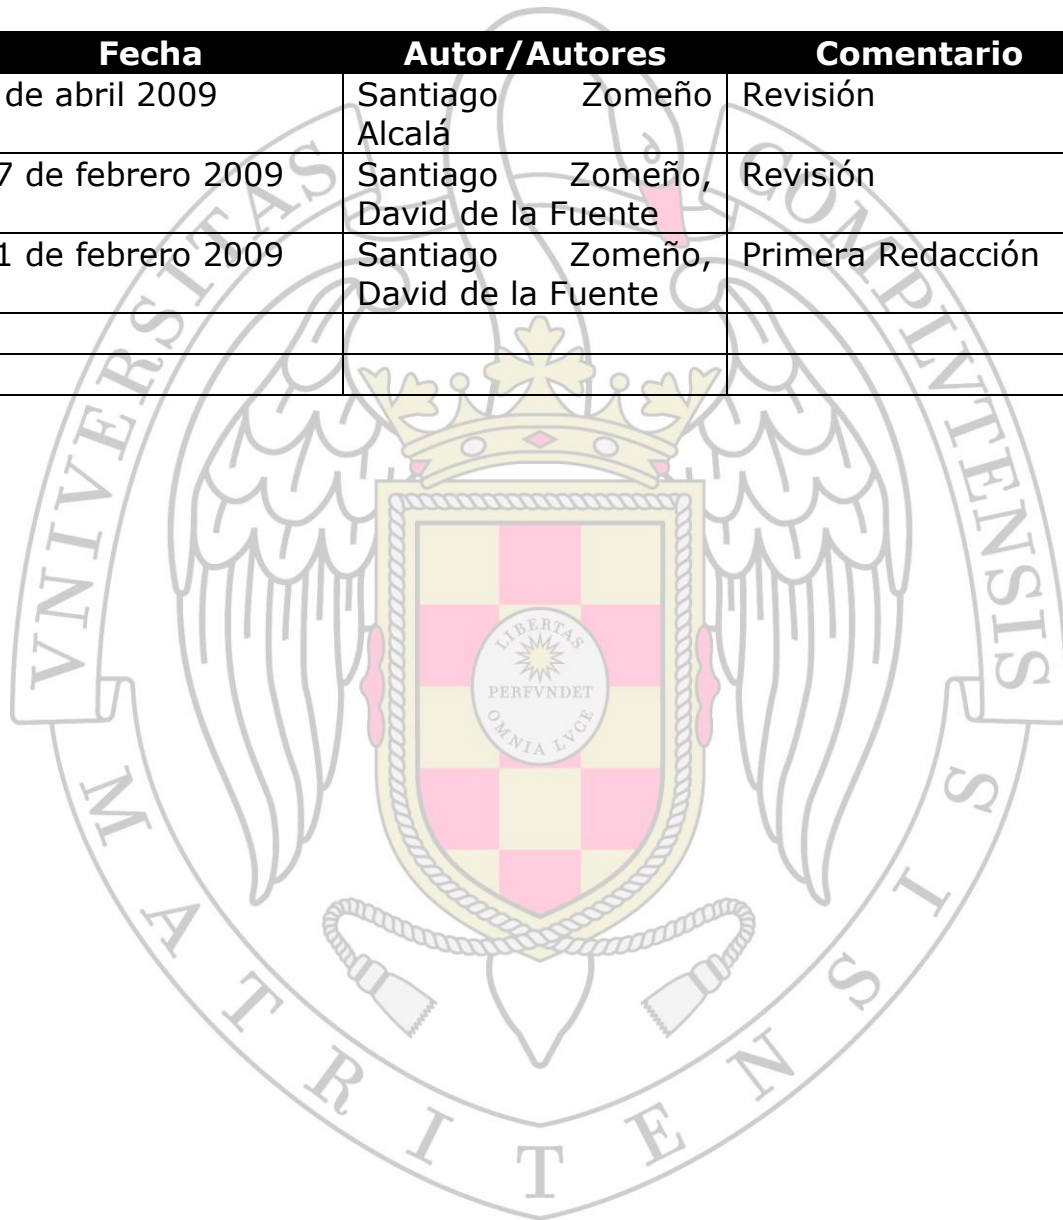 Fecha Autor/Autores Comentario
de abril 2009 Santiago Zomeño Revisión
Alcalá
7 de febrero 2009 Santiago Zomeño, Revisión
David de la Fuente
1 de febrero 2009 Santiago Zomeño, Primera Redacción
David de la Fuente
VNIVERSITAS COMPLVTENSIS
MATRITENSIS
LIBERTAS
PERFVNDET
OMNIA LVCE